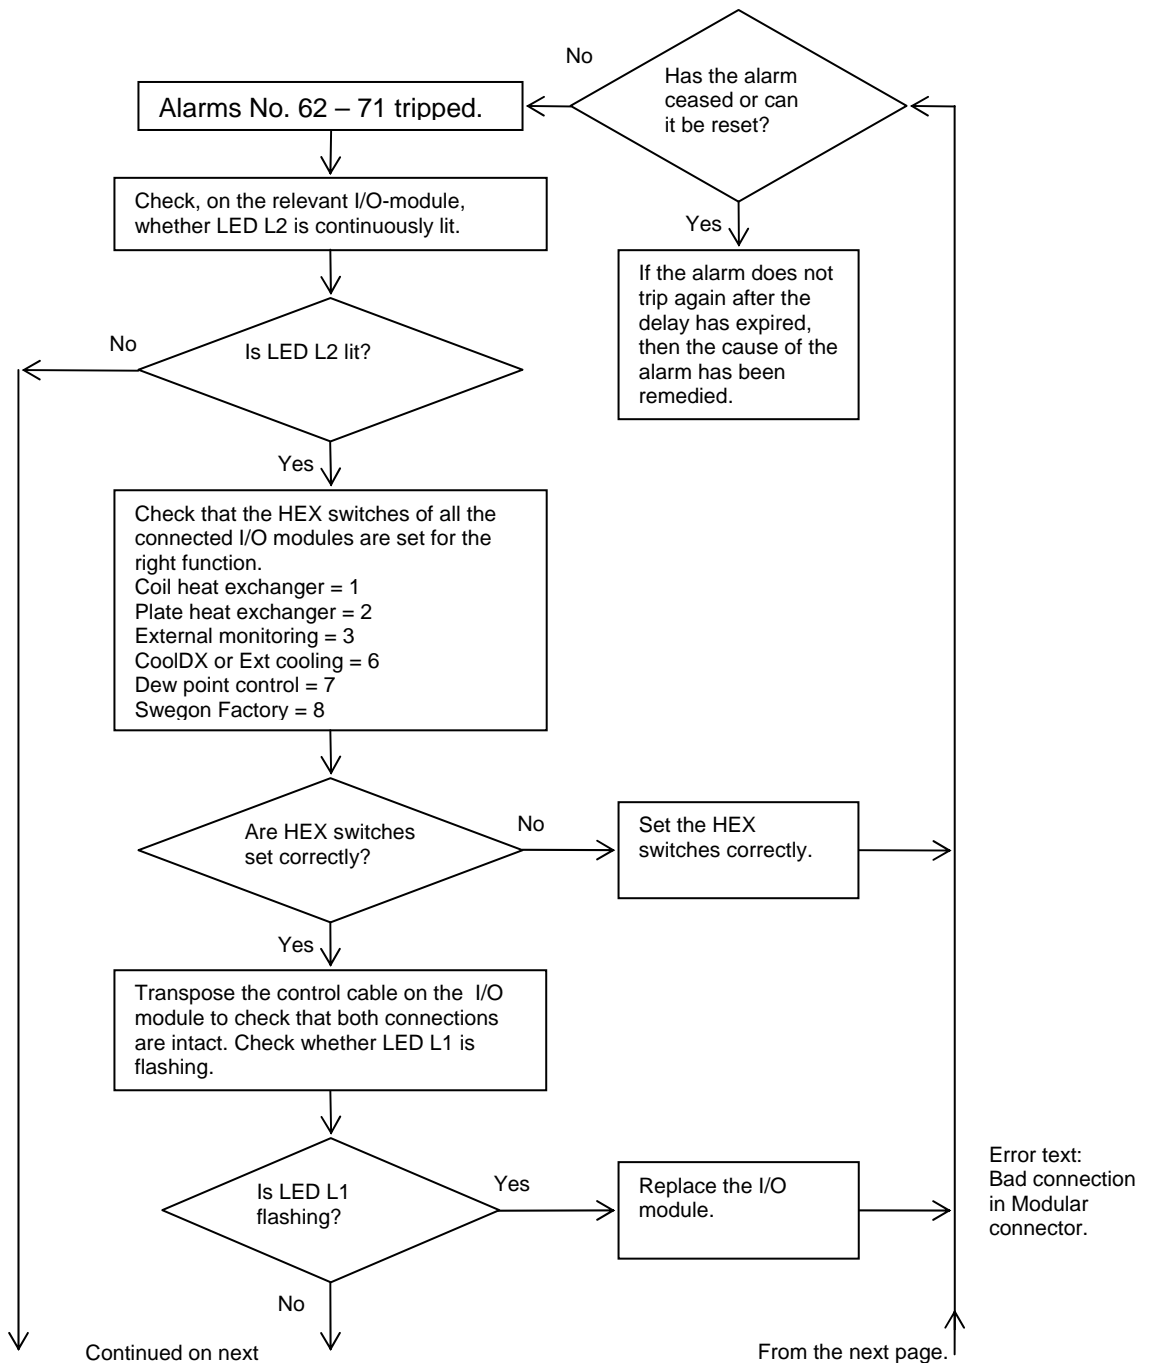 No
Has the alarm
ceased or can
it be reset?
Alarms No. 62 – 71 tripped.
Check, on the relevant I/O-module,
whether LED L2 is continuously lit.
Yes
If the alarm does not
trip again after the
delay has expired,
then the cause of the
alarm has been
remedied.
No
Is LED L2 lit?
Yes
Check that the HEX switches of all the
connected I/O modules are set for the
right function.
Coil heat exchanger = 1
Plate heat exchanger = 2
External monitoring = 3
CoolDX or Ext cooling = 6
Dew point control = 7
Swegon Factory = 8
Are HEX switches
set correctly?
No
Set the HEX
switches correctly.
Yes
Transpose the control cable on the I/O
module to check that both connections
are intact. Check whether LED L1 is
flashing.
Is LED L1
flashing?
Yes
Replace the I/O
module.
Error text:
Bad connection
in Modular
connector.
No
Continued on next
From the next page.